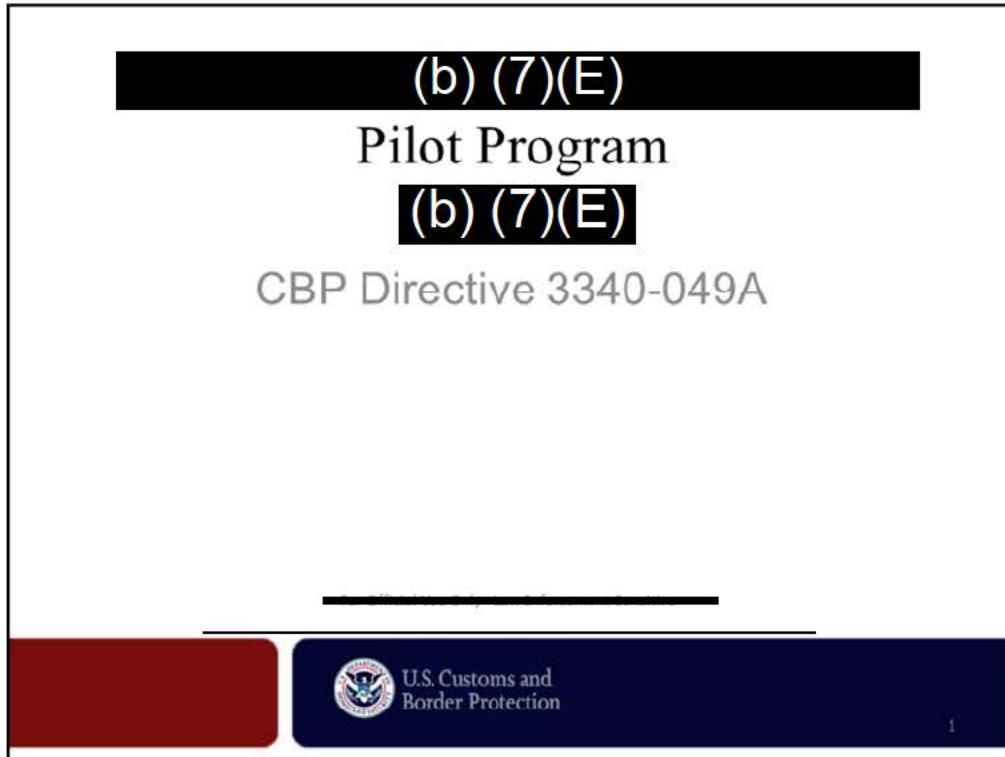 (b) (7)(E)
Pilot Program
(b) (7)(E)
CBP Directive 3340-049A
U.S. Customs and
Border Protection
1